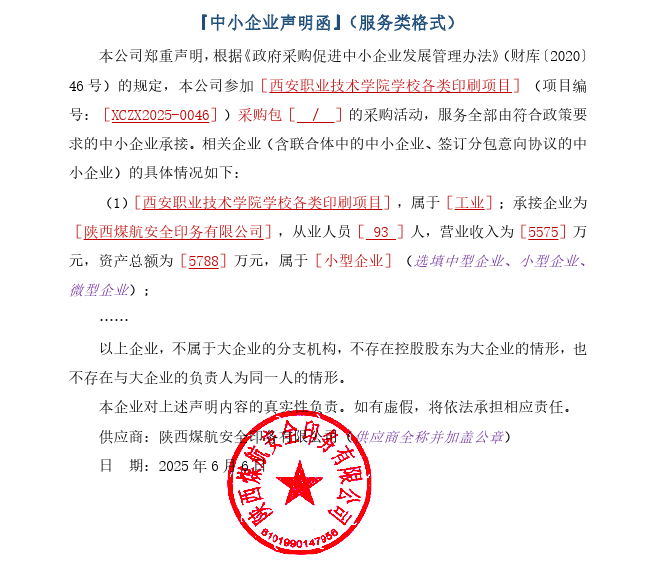 『中小企业声明函』（服务类格式）
本公司郑重声明，根据《政府采购促进中小企业发展管理办法》（财库〔2020〕
46 号）的规定，本公司参加［西安职业技术学院学校各类印刷项目］（项目编
号：［XCZX2025-0046］）采购包［ / ］的采购活动，服务全部由符合政策要
求的中小企业承接。相关企业（含联合体中的中小企业、签订分包意向协议的中
小企业）的具体情况如下：
（1）［西安职业技术学院学校各类印刷项目］，属于［工业］；承接企业为
［陕西煤航安全印务有限公司］，从业人员［ 93 ］人，营业收入为［5575］万
元，资产总额为［5788］万元，属于［小型企业］（选填中型企业、小型企业、
微型企业）；
……
以上企业，不属于大企业的分支机构，不存在控股股东为大企业的情形，也
不存在与大企业的负责人为同一人的情形。
本企业对上述声明内容的真实性负责。如有虚假，将依法承担相应责任。
供应商：陕西煤航安全印务有限公司（供应商全称并加盖公章）
日 期：2025 年 6 月 6 日
陕西煤航安全印务有限公司
6101990147956